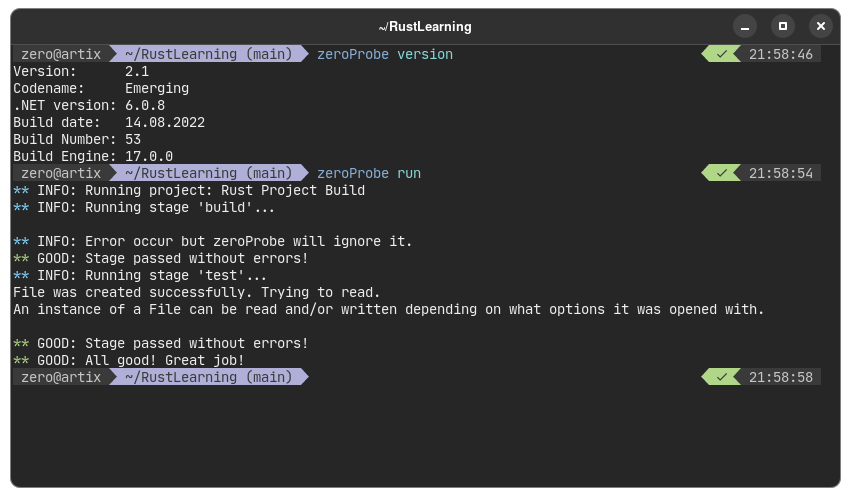 ~/RustLearning
zero@artix ~/RustLearning (main) zeroProbe version ✓ 21:58:46
Version: 2.1
Codename: Emerging
.NET version: 6.0.8
Build date: 14.08.2022
Build Number: 53
Build Engine: 17.0.0
zero@artix ~/RustLearning (main) zeroProbe run ✓ 21:58:54
** INFO: Running project: Rust Project Build
** INFO: Running stage 'build'...
** INFO: Error occur but zeroProbe will ignore it.
** GOOD: Stage passed without errors!
** INFO: Running stage 'test'...
File was created successfully. Trying to read.
An instance of a File can be read and/or written depending on what options it was opened with.
** GOOD: Stage passed without errors!
** GOOD: All good! Great job!
zero@artix ~/RustLearning (main) ✓ 21:58:58